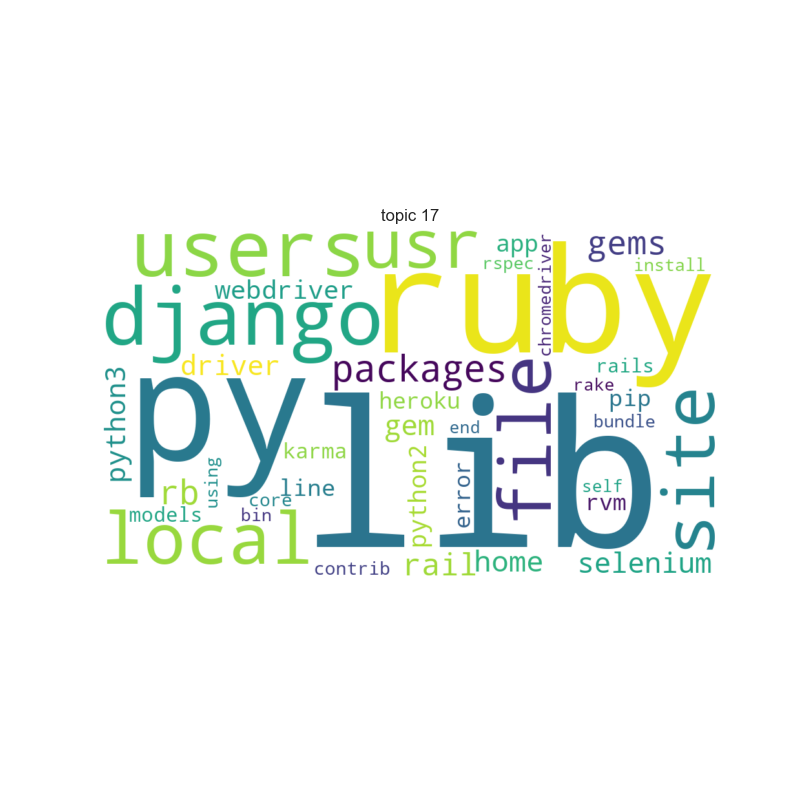 topic 17
users
usr
app
rspec
chromedriver
gems
install
webdriver
django
ruby
driver
packages
file
rails
rake
pip
bundle
python3
py
lib
heroku
gem
end
site
karma
python2
error
self
rvm
rb
using
line
core
models
bin
local
contrib
rail
home
selenium